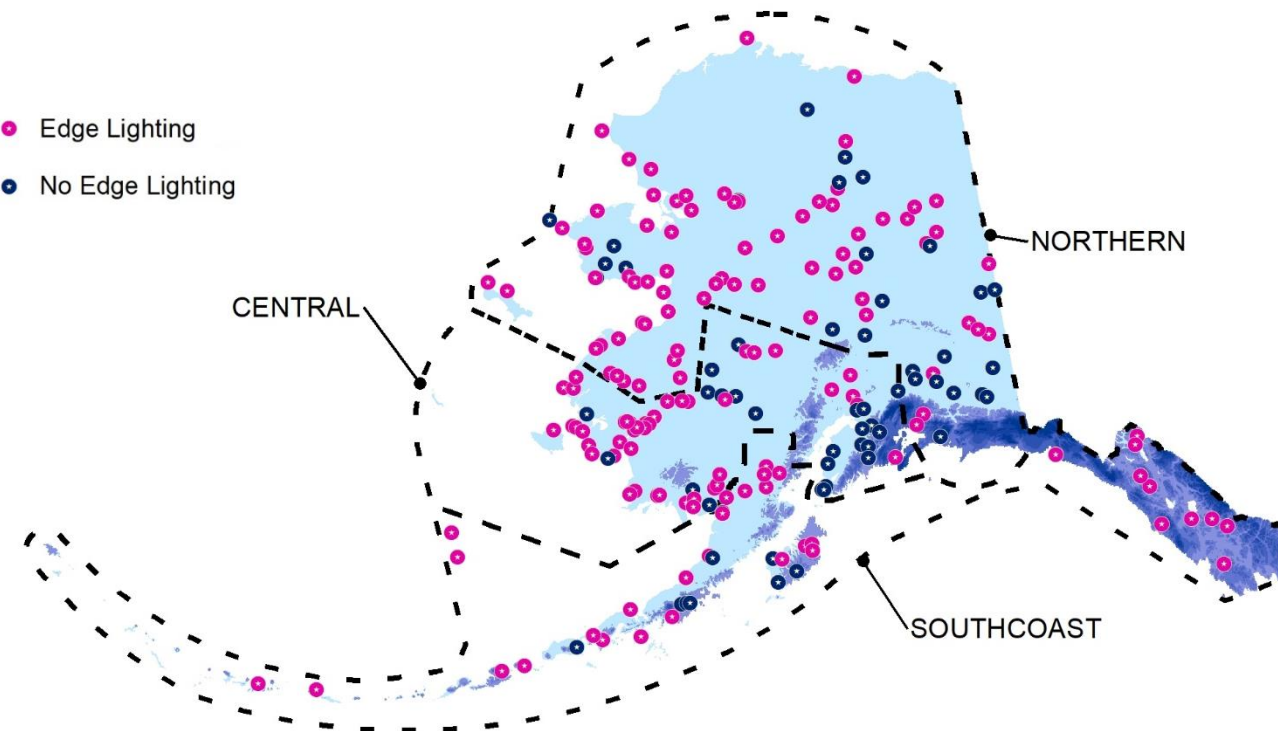 Edge Lighting
No Edge Lighting
NORTHERN
CENTRAL
SOUTHCOAST